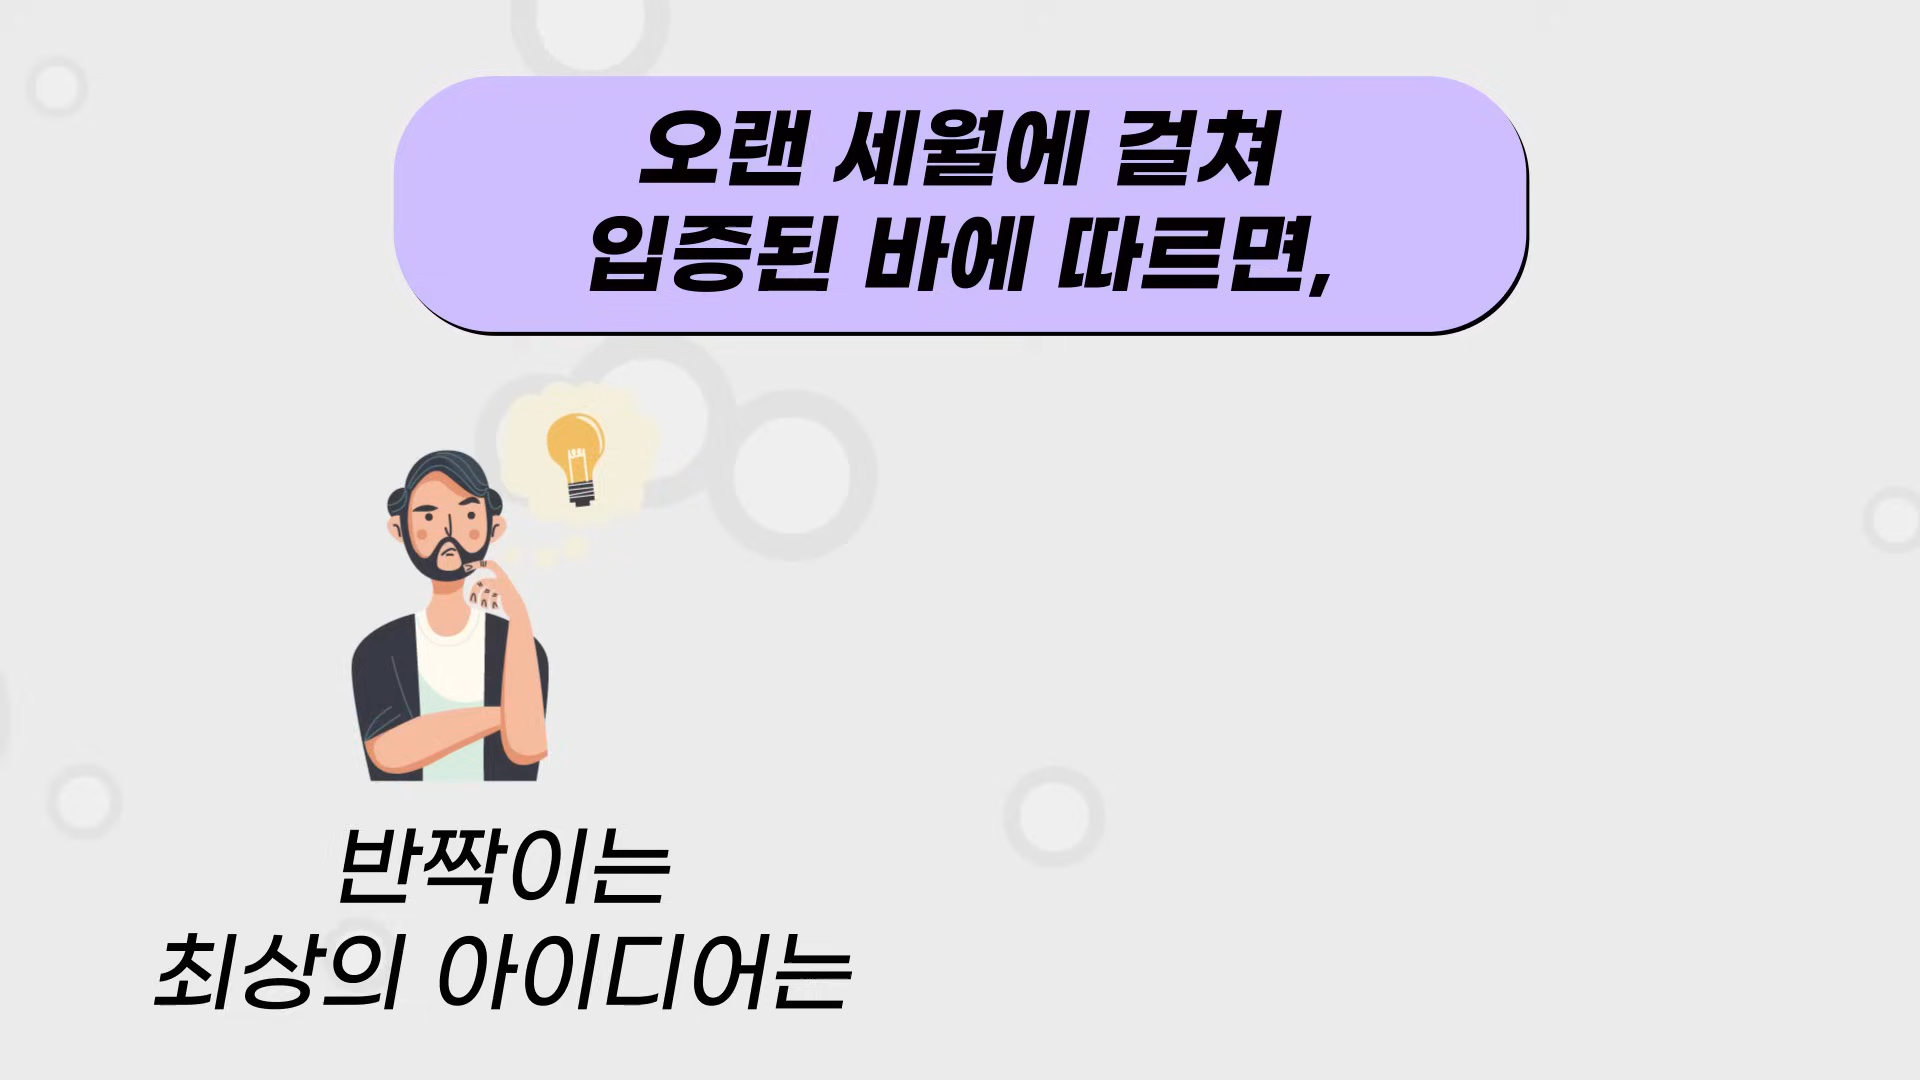 오랜 세월에 걸쳐
입증된 바에 따르면,
반짝이는
최상의 아이디어는